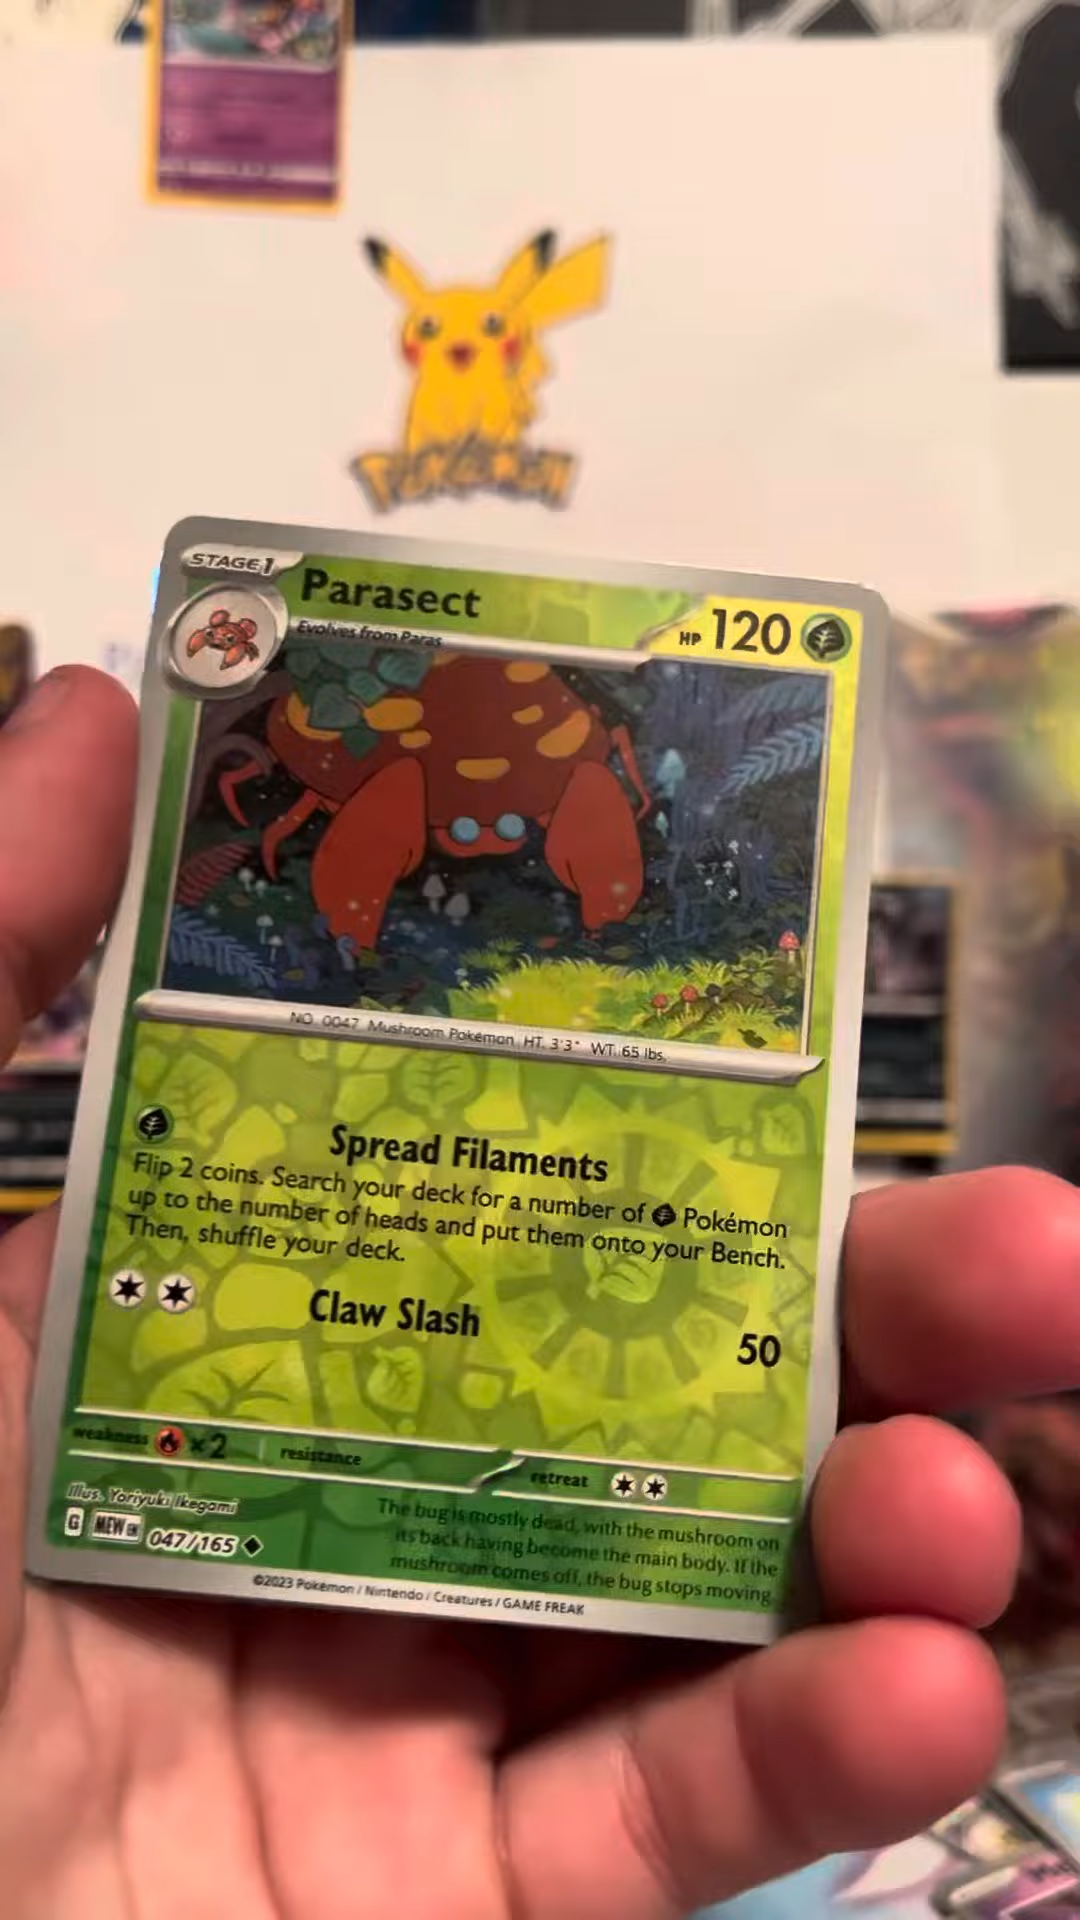 POKéMON
STAGE1
Parasect
HP 120
Evolves from Paras
NO. 0047 Mushroom Pokémon HT. 3'3" WT. 65 lbs.
Spread Filaments
Flip 2 coins. Search your deck for a number of Pokémon
up to the number of heads and put them onto your Bench.
Then, shuffle your deck.
Claw Slash
50
weakness ×2 resistance
retreat
Illus. Yoriyuki Ikegami
G MEW EN 047/165
The bug is mostly dead, with the mushroom on
its back having become the main body. If the
mushroom comes off, the bug stops moving.
©2023 Pokémon / Nintendo / Creatures / GAME FREAK